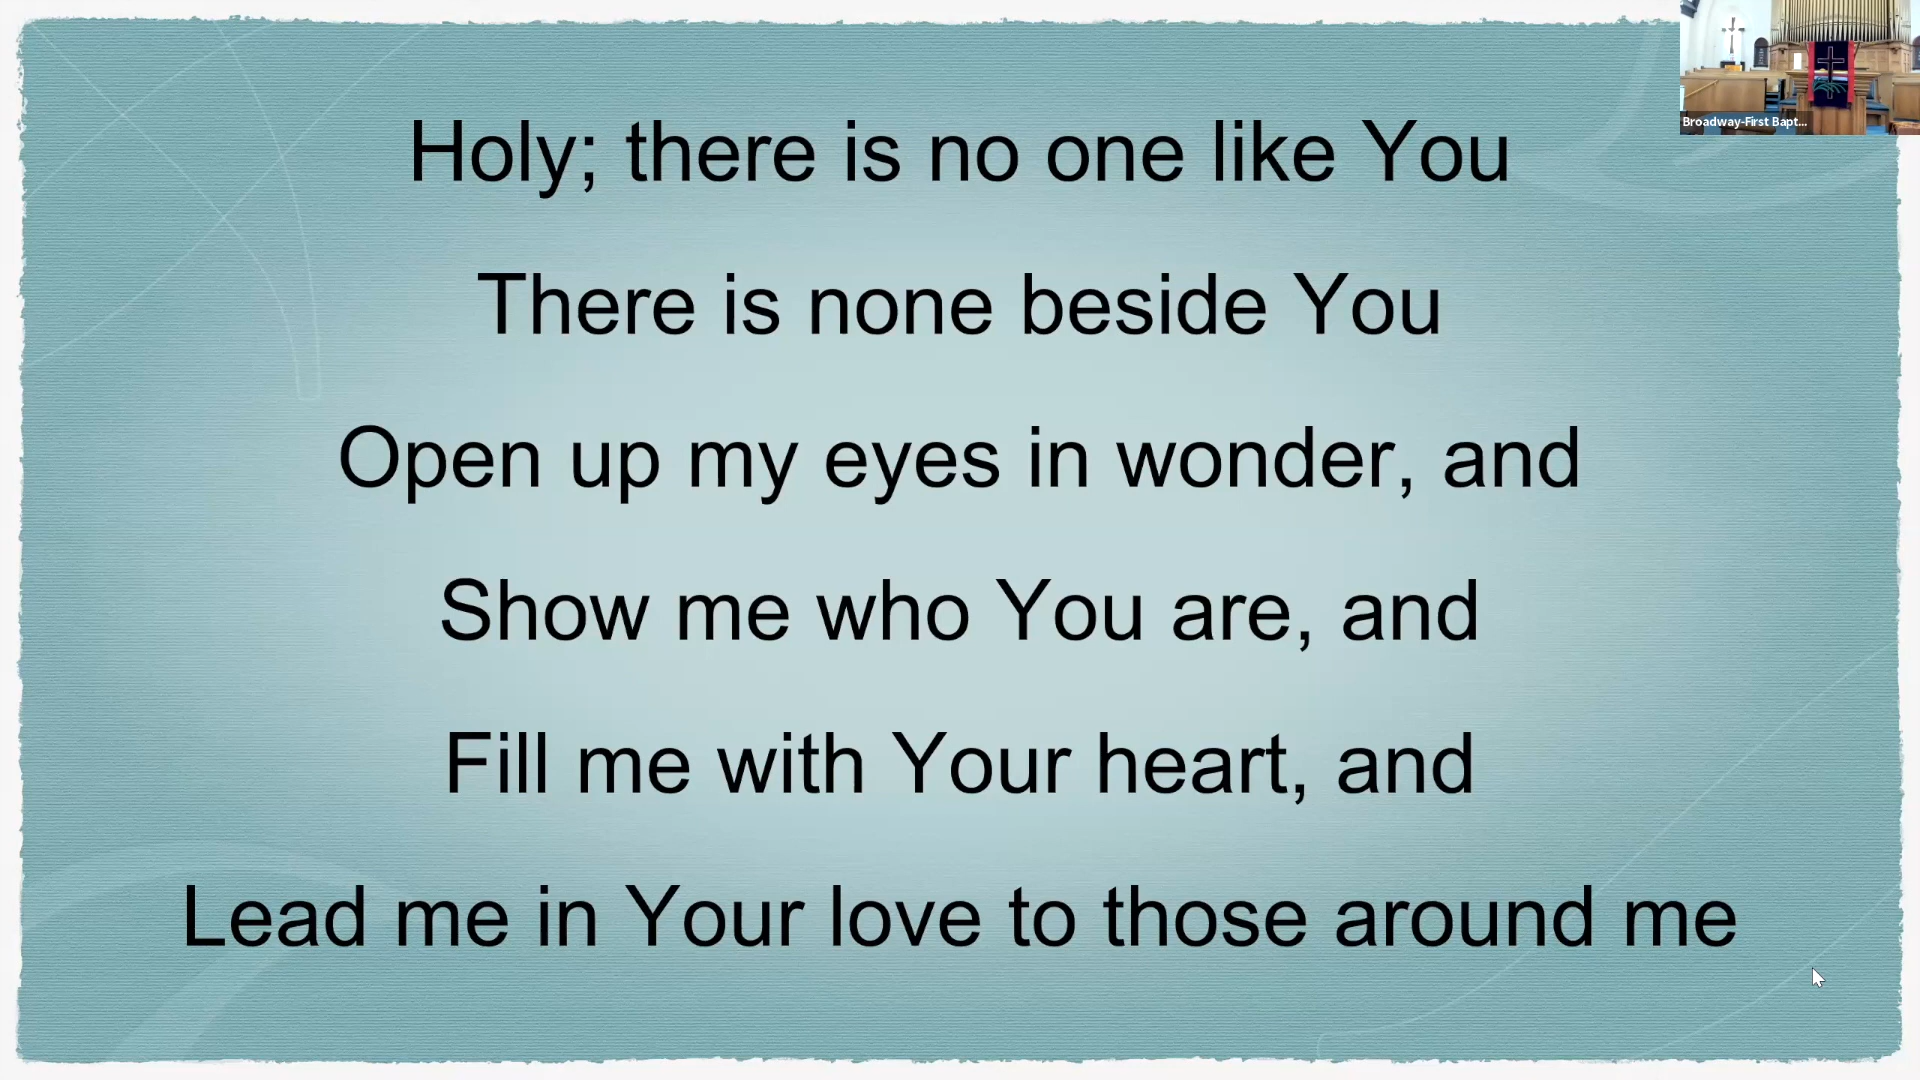 Holy; there is no one like You
There is none beside You
Open up my eyes in wonder, and
Show me who You are, and
Fill me with Your heart, and
Lead me in Your love to those around me
Broadway-First Bapt...